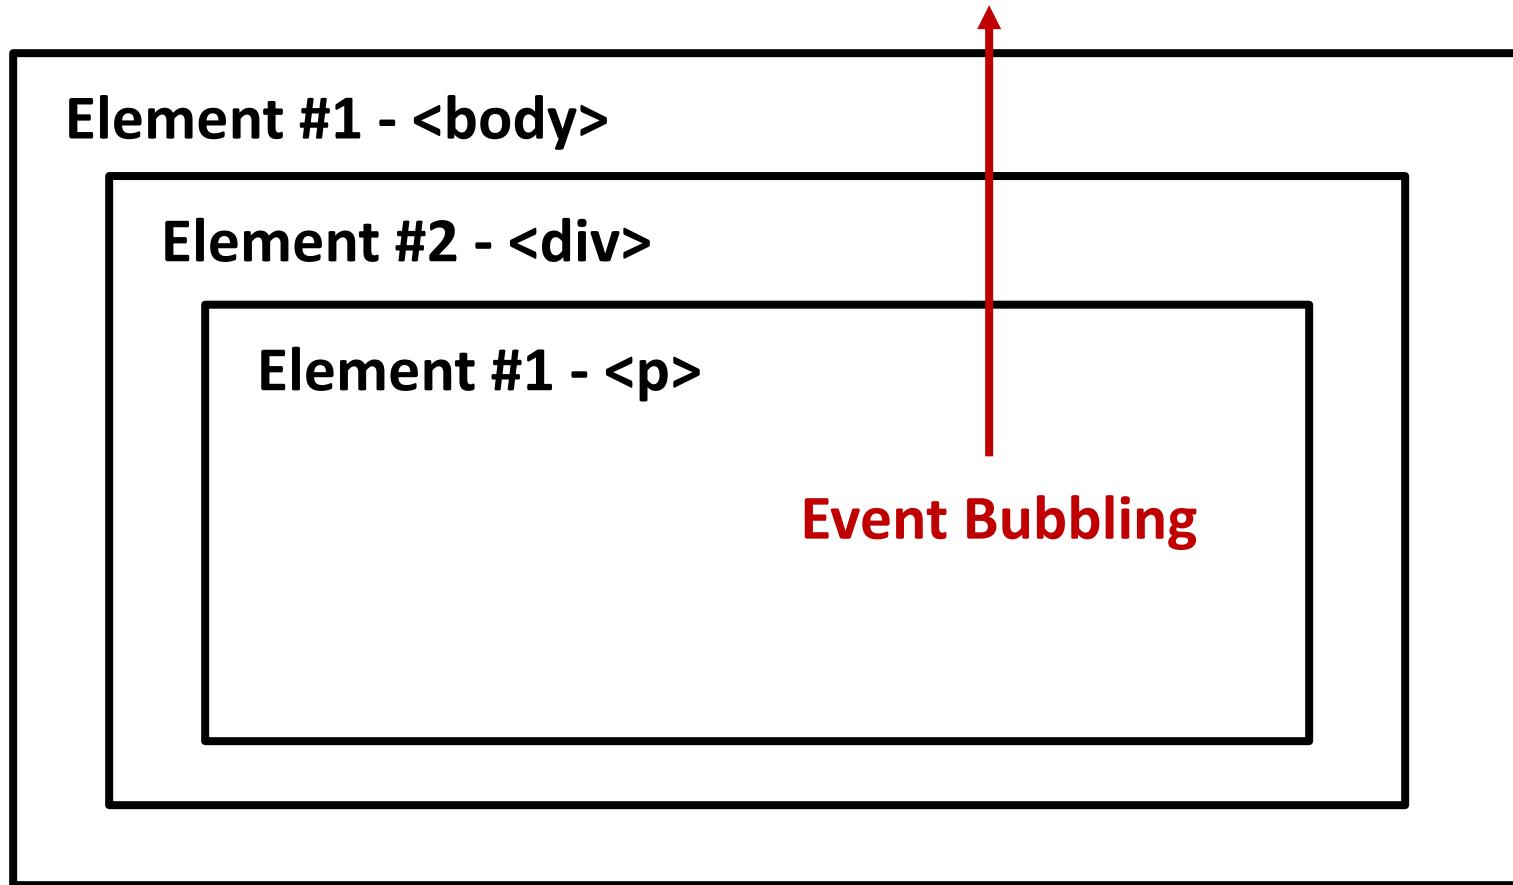 Element #1 - <body>
Element #2 - <div>
Element #1 - <p>
Event Bubbling